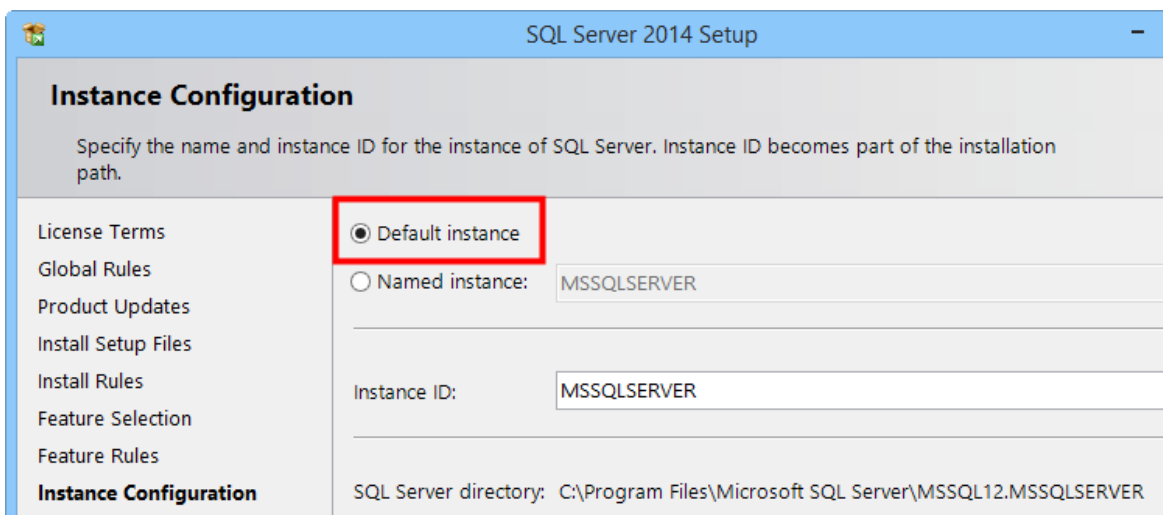 SQL Server 2014 Setup
Instance Configuration
Specify the name and instance ID for the instance of SQL Server. Instance ID becomes part of the installation
path.
License Terms
Global Rules
Product Updates
Install Setup Files
Install Rules
Feature Selection
Feature Rules
Instance Configuration
Default instance
Named instance: MSSQLSERVER
Instance ID: MSSQLSERVER
SQL Server directory: C:\Program Files\Microsoft SQL Server\MSSQL12.MSSQLSERVER